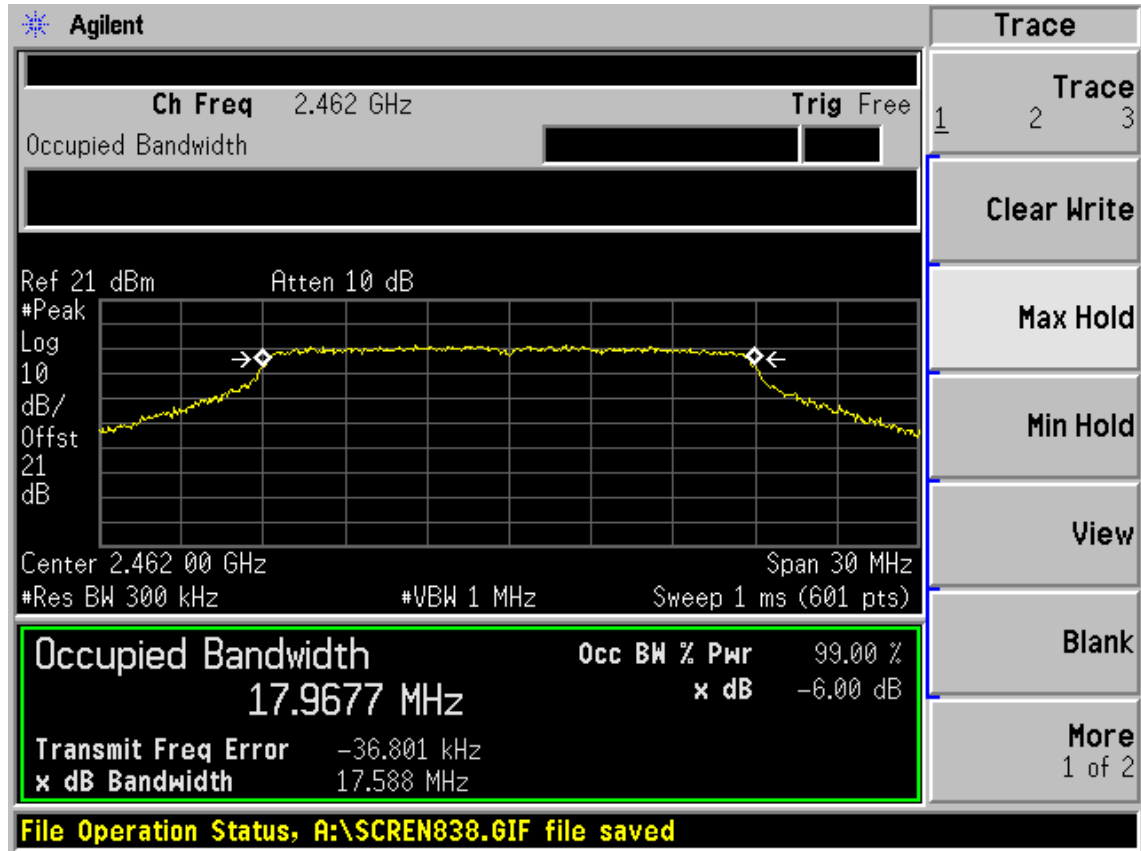 Agilent
Trace
Ch Freq 2.462 GHz Trig Free
Occupied Bandwidth
Trace
1 2 3
Clear Write
Max Hold
Min Hold
View
Blank
More
1 of 2
Ref 21 dBm Atten 10 dB
#Peak
Log
10
dB/
Offst
21
dB
Center 2.462 00 GHz Span 30 MHz
#Res BW 300 kHz #VBW 1 MHz Sweep 1 ms (601 pts)
Occupied Bandwidth Occ BW % Pwr 99.00 %
17.9677 MHz x dB -6.00 dB
Transmit Freq Error -36.801 kHz
x dB Bandwidth 17.588 MHz
File Operation Status, A:\SCREN838.GIF file saved